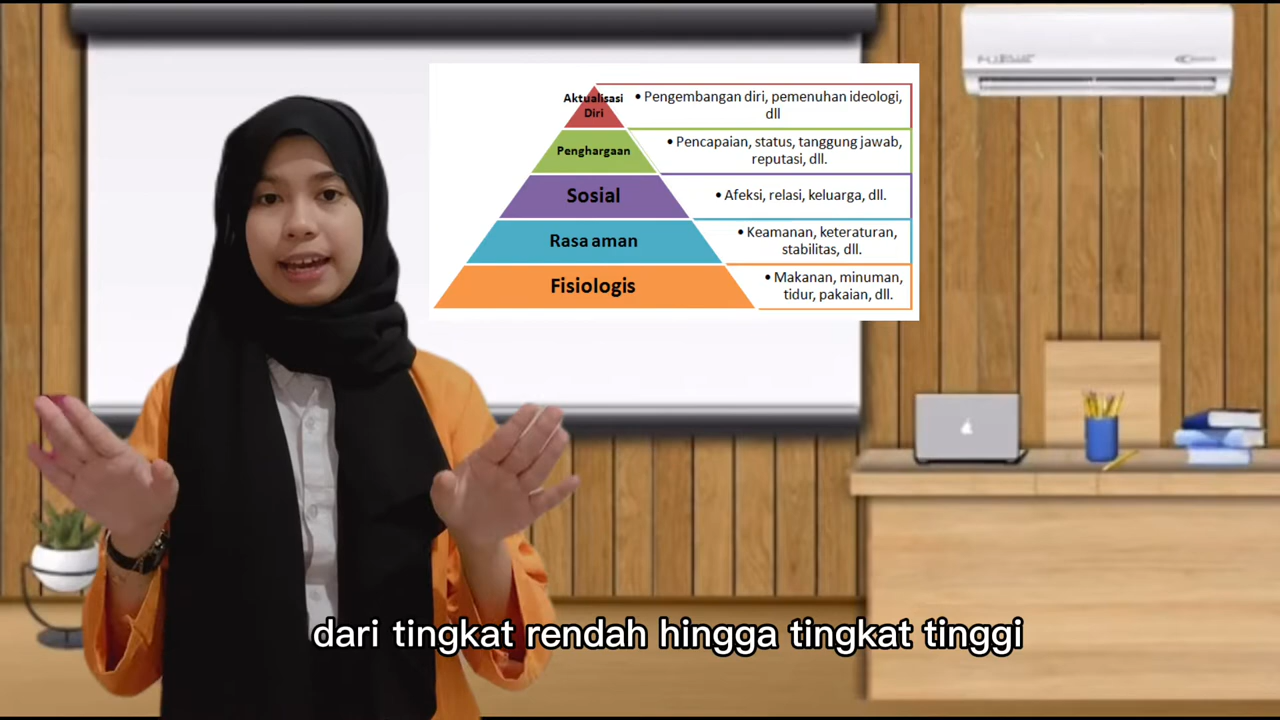 Aktualisasi
Diri
• Pengembangan diri, pemenuhan ideologi,
dll
Penghargaan
• Pencapaian, status, tanggung jawab,
reputasi, dll.
Sosial
• Afeksi, relasi, keluarga, dll.
Rasa aman
• Keamanan, keteraturan,
stabilitas, dll.
Fisiologis
• Makanan, minuman,
tidur, pakaian, dll.
dari tingkat rendah hingga tingkat tinggi